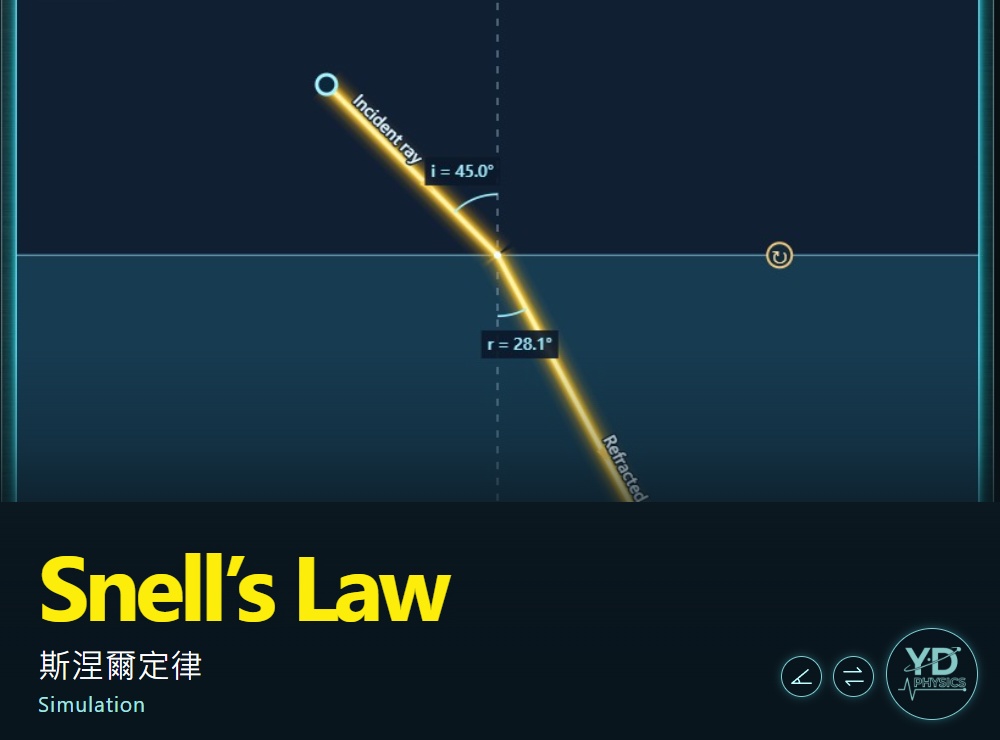 Incident ray
i = 45.0°
r = 28.1°
Refracted
Snell’s Law
斯涅爾定律
Simulation
YD
PHYSICS